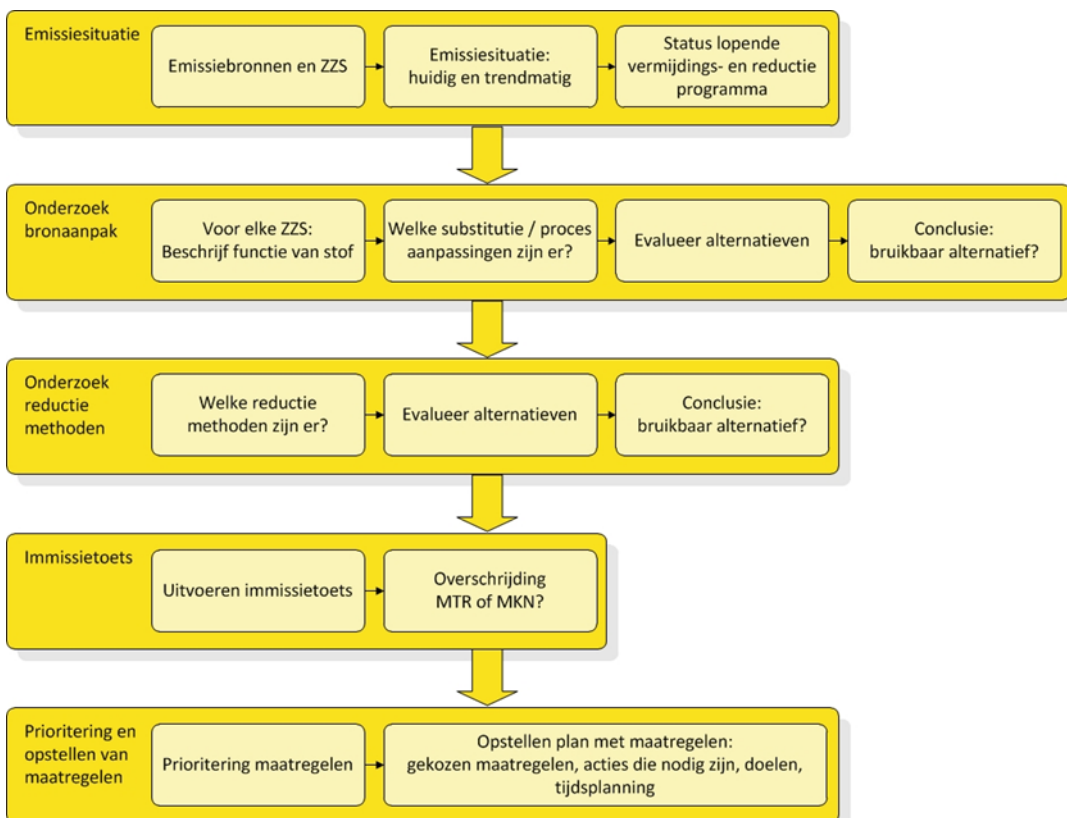 Emissiesituatie
Emissiebronnen en ZZS
Emissiesituatie:
huidig en trendmatig
Status lopende
vermijdings- en reductie
programma
Onderzoek
bronaanpak
Voor elke ZZS:
Beschrijf functie van stof
Welke substitutie / proces
aanpassingen zijn er?
Evalueer alternatieven
Conclusie:
bruikbaar alternatief?
Onderzoek
reductie
methoden
Welke reductie
methoden zijn er?
Evalueer alternatieven
Conclusie:
bruikbaar alternatief?
Immissietoets
Uitvoeren immissietoets
Overschrijding
MTR of MKN?
Prioritering en
opstellen van
maatregelen
Prioritering maatregelen
Opstellen plan met maatregelen:
gekozen maatregelen, acties die nodig zijn, doelen,
tijdsplanning